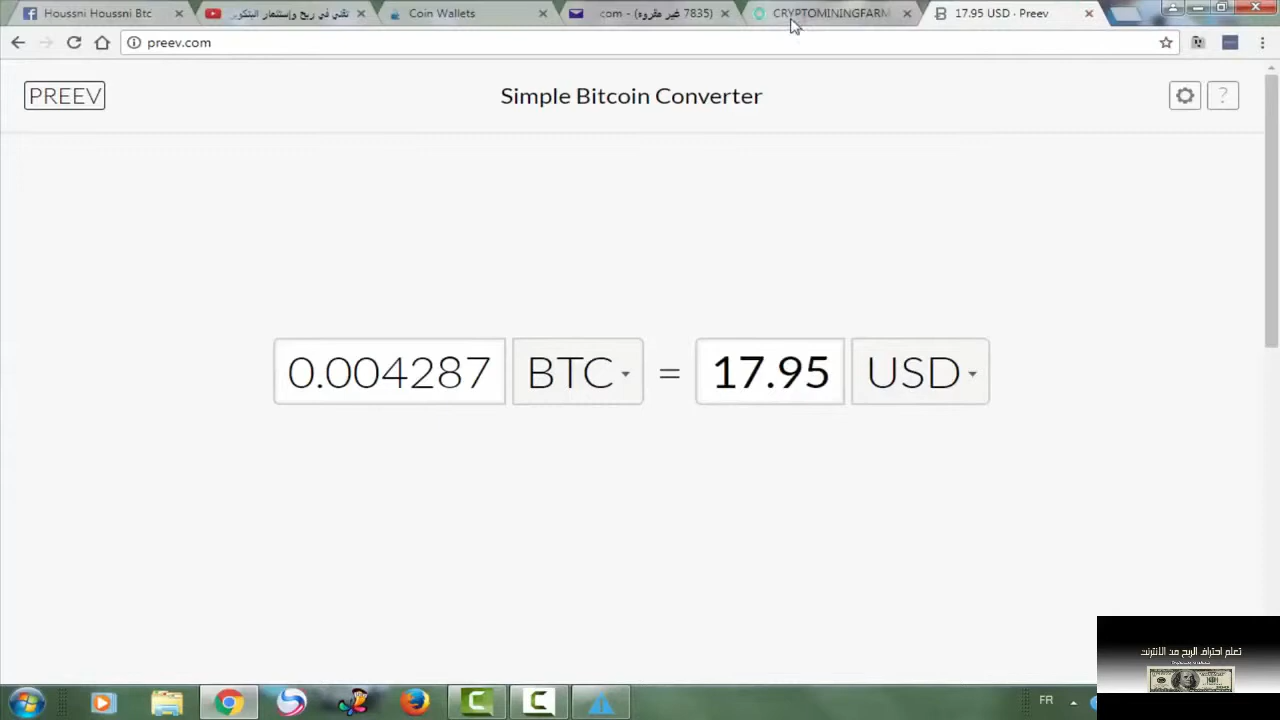 Houssni Houssni Btc
Coin Wallets
(7835 غير مقروء) - com
CRYPTOMININGFARM
17.95 USD · Preev
preev.com
PREEV
Simple Bitcoin Converter
?
0.004287 BTC = 17.95 USD
تعلم احتراف الربح من الانترنت
FR